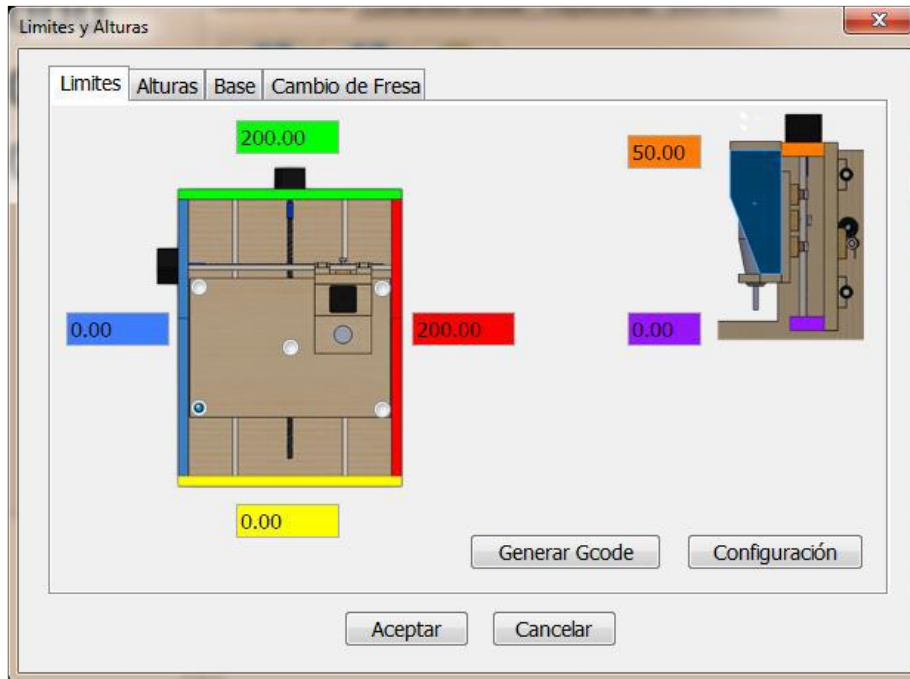 Limites y Alturas
Limites Alturas Base Cambio de Fresa
200.00
50.00
0.00 200.00 0.00
0.00
Generar Gcode Configuración
Aceptar Cancelar